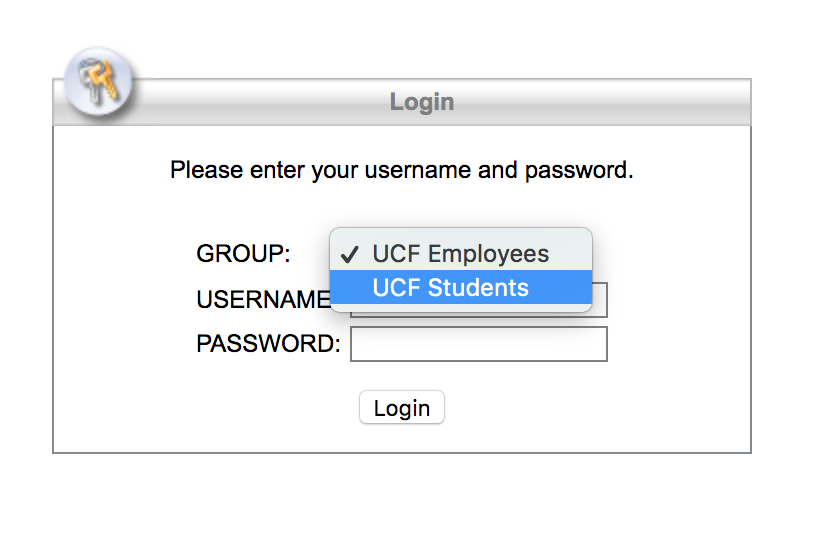 Login
Please enter your username and password.
GROUP: ✓ UCF Employees
UCF Students
USERNAME
PASSWORD:
Login